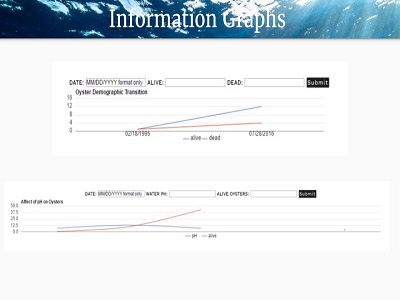 Information Graphs
DATE: MM/DD/YYYY format only ALIVE: DEAD: Submit
Oyster Demographic Transition
16
12
8
4
0
02/18/1995 07/28/2016
alive dead
DATE: MM/DD/YYYY format only WATER PH: ALIVE OYSTERS: Submit
Affect of pH on Oysters
50.0
37.5
25.0
12.5
0.0
pH alive